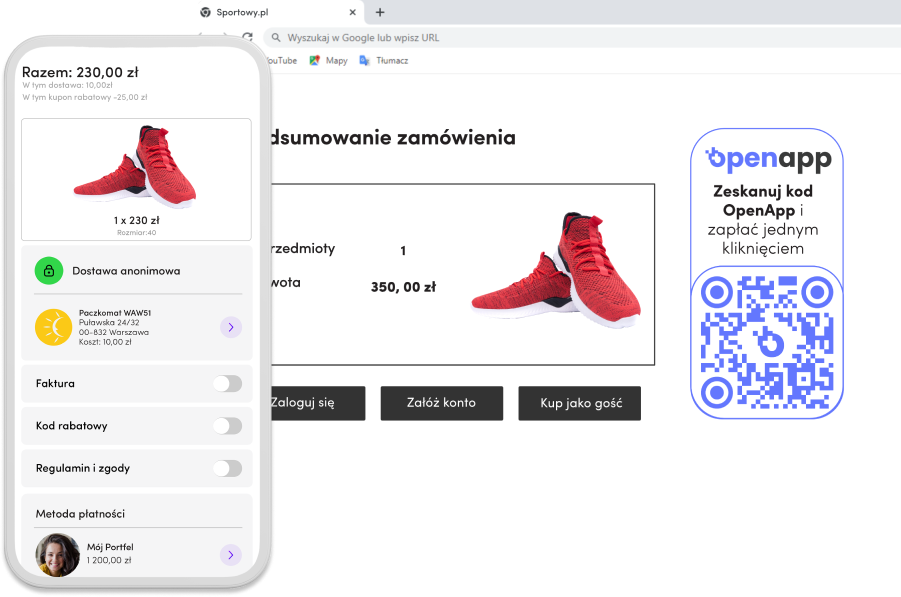 Sportowy.pl
Wyszukaj w Google lub wpisz URL
ouTube
Mapy
Tłumacz
Razem: 230,00 zł
W tym dostawa: 10,00zł
W tym kupon rabatowy -25,00 zł
1 x 230 zł
Rozmior:40
Dostawa anonimowa
Paczkomat WAW51
Puławska 24/32
00-832 Warszawa
Koszt: 10,00 zł
Faktura
Kod rabatowy
Regulamin i zgody
Metoda płatności
Mój Portfel
1 200,00 zł
dsumowanie zamówienia
rzedmioty 1
wota 350, 00 zł
Zaloguj się
Załóż konto
Kup jako gość
openapp
Zeskanuj kod
OpenApp i
zapłać jednym
kliknięciem